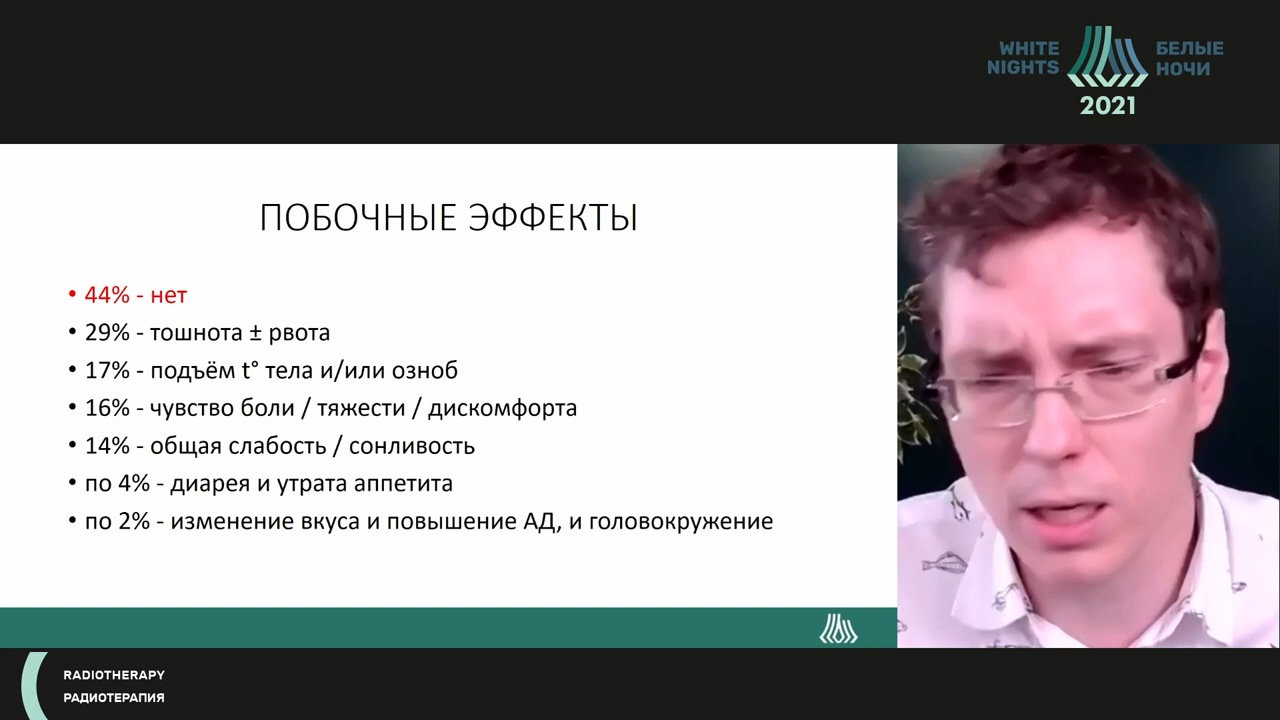 WHITE NIGHTS
БЕЛЫЕ НОЧИ
2021
ПОБОЧНЫЕ ЭФФЕКТЫ
• 44% - нет
• 29% - тошнота ± рвота
• 17% - подъём t° тела и/или озноб
• 16% - чувство боли / тяжести / дискомфорта
• 14% - общая слабость / сонливость
• по 4% - диарея и утрата аппетита
• по 2% - изменение вкуса и повышение АД, и головокружение
RADIOTHERAPY
РАДИОТЕРАПИЯ